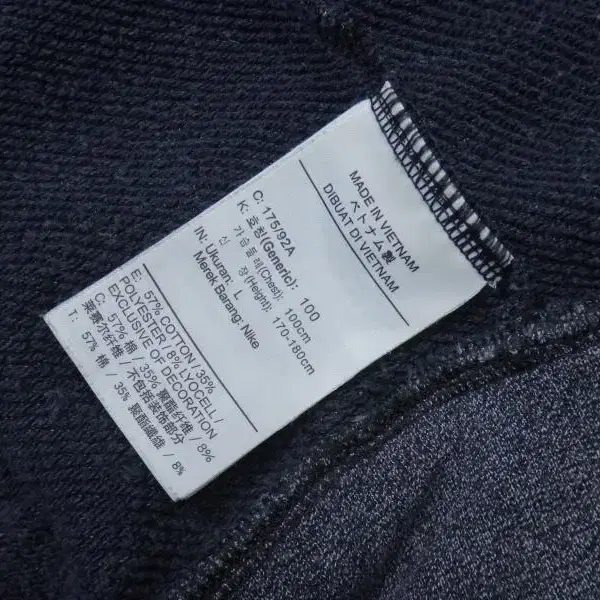 MADE IN VIETNAM
ベトナム製
DIBUAT DI VIETNAM
C: 175/92A
K: 호칭(Generic): 100
가슴둘레(Chest): 100cm
신 장(Height): 170-180cm
IN: Ukuran: L
Merek Barang: Nike
E: 57% COTTON / 35%
POLYESTER / 8% LYOCELL /
EXCLUSIVE OF DECORATION
C: 57% 棉 / 35% 聚酯纤维 / 8%
莱赛尔纤维 / 不包括装饰部分
T: 57% 棉 / 35% 聚酯纖維 / 8%